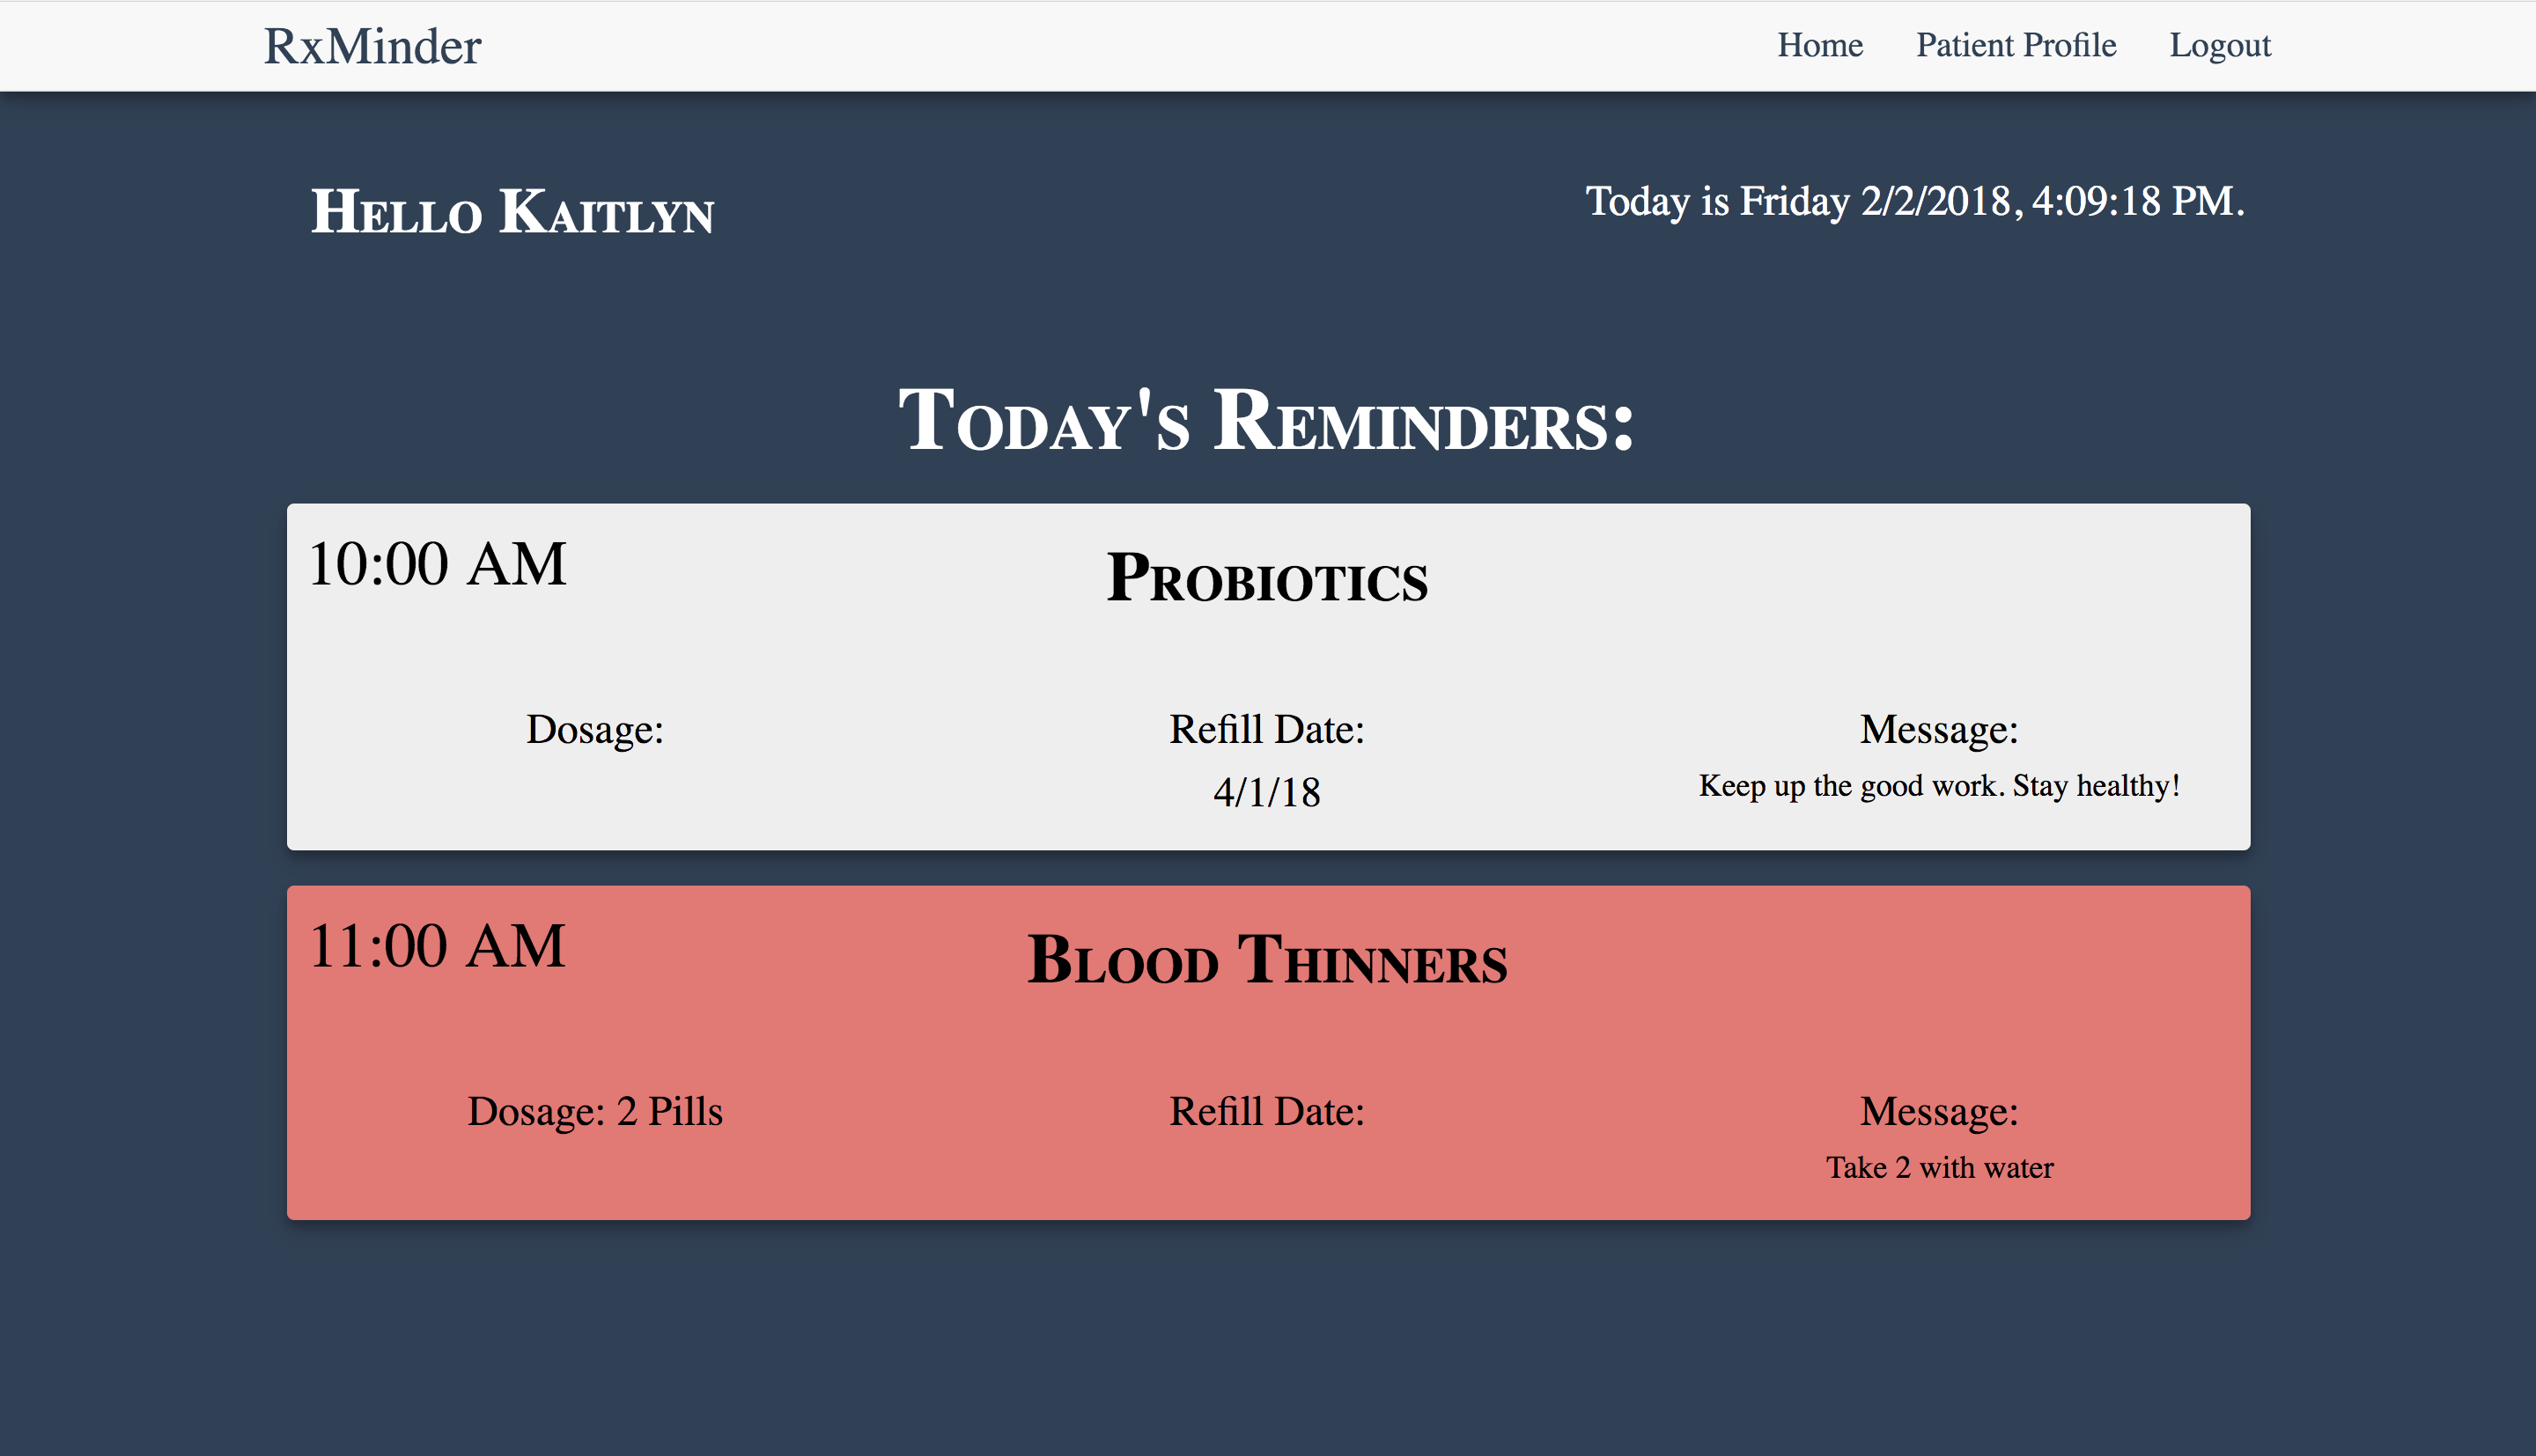 RxMinder Home Patient Profile Logout
Hello Kaitlyn
Today is Friday 2/2/2018, 4:09:18 PM.
Today's Reminders:
10:00 AM
Probiotics
Dosage: Refill Date: Message:
4/1/18 Keep up the good work. Stay healthy!
11:00 AM
Blood Thinners
Dosage: 2 Pills Refill Date: Message:
Take 2 with water